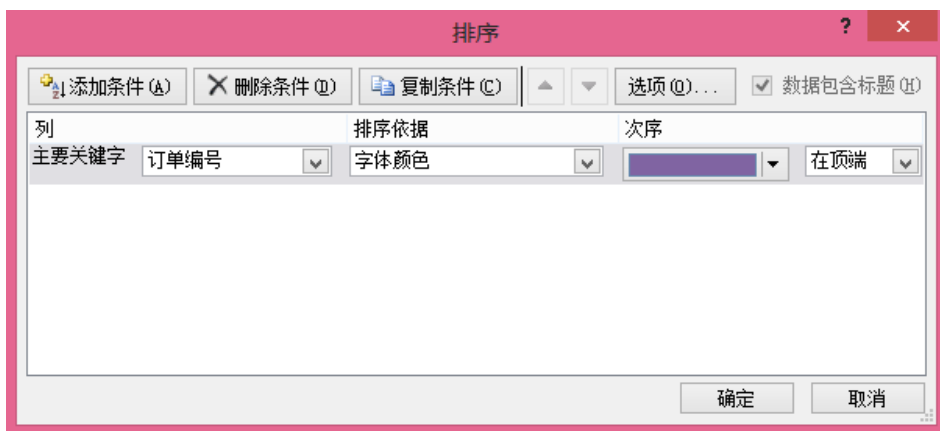 排序
添加条件(A) 删除条件(D) 复制条件(C) 选项(O)... 数据包含标题(H)
列 排序依据 次序
主要关键字 订单编号 字体颜色 在顶端
确定 取消